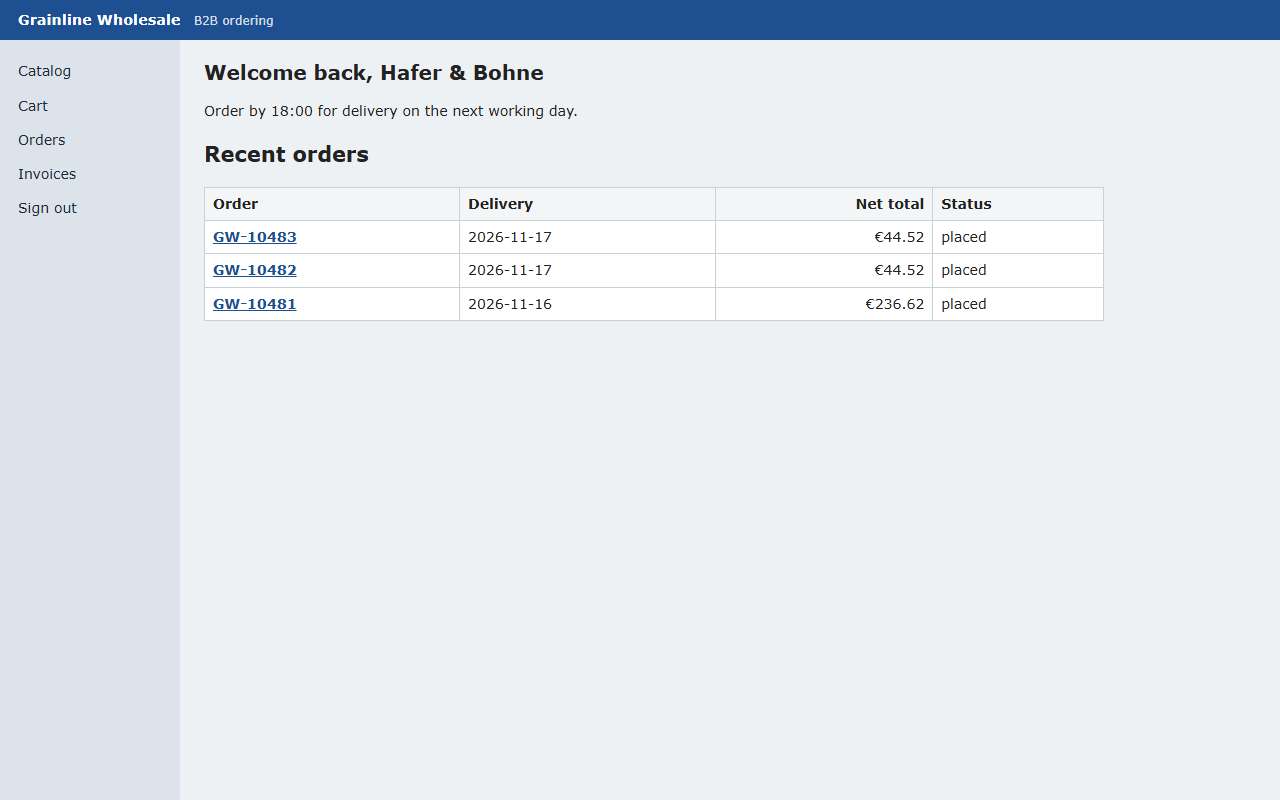 Grainline Wholesale B2B ordering
Catalog
Cart
Orders
Invoices
Sign out
Welcome back, Hafer & Bohne
Order by 18:00 for delivery on the next working day.
Recent orders
Order Delivery Net total Status
GW-10483 2026-11-17 €44.52 placed
GW-10482 2026-11-17 €44.52 placed
GW-10481 2026-11-16 €236.62 placed